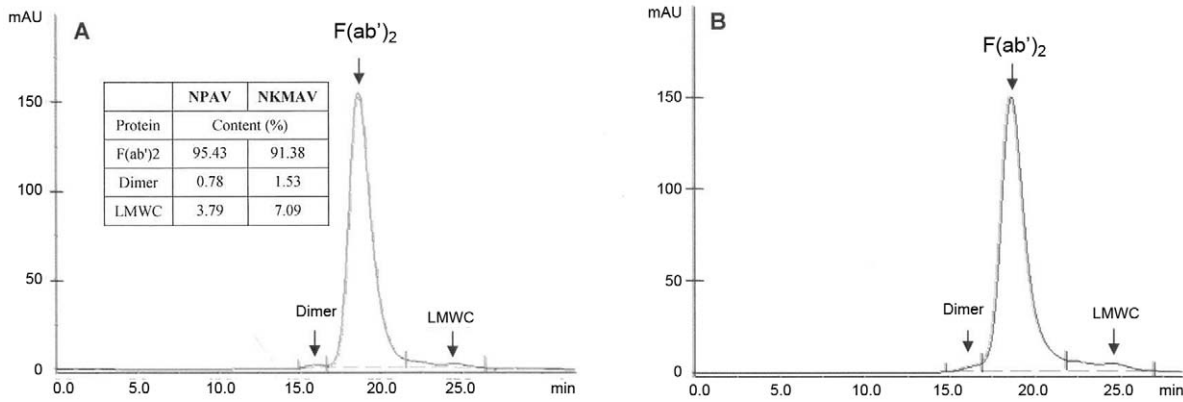 mAU
A
F(ab')₂
150
100
50
0
NPAV NKMAV
Protein Content (%)
F(ab')2 95.43 91.38
Dimer 0.78 1.53
LMWC 3.79 7.09
Dimer
LMWC
0.0 5.0 10.0 15.0 20.0 25.0 min
mAU
B
F(ab')₂
150
100
50
0
Dimer
LMWC
0.0 5.0 10.0 15.0 20.0 25.0 min